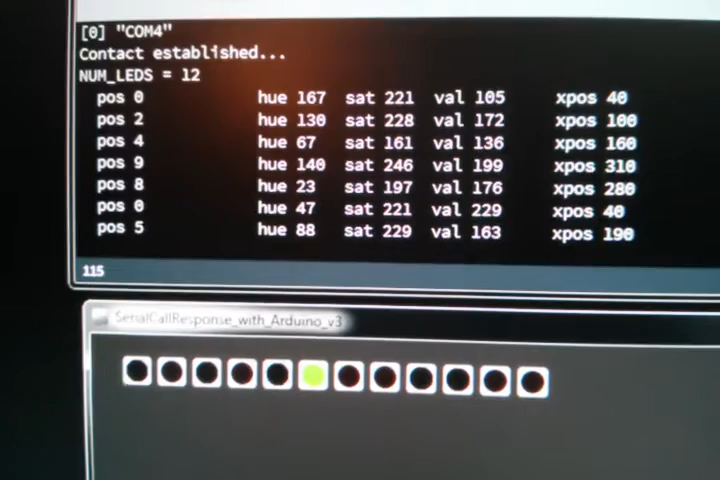 [0] "COM4"
Contact established...
NUM_LEDS = 12
pos 0 hue 167 sat 221 val 105 xpos 40
pos 2 hue 130 sat 228 val 172 xpos 100
pos 4 hue 67 sat 161 val 136 xpos 160
pos 9 hue 140 sat 246 val 199 xpos 310
pos 8 hue 23 sat 197 val 176 xpos 280
pos 0 hue 47 sat 221 val 229 xpos 40
pos 5 hue 88 sat 229 val 163 xpos 190
115
SerialCallResponse_with_Arduino_v3